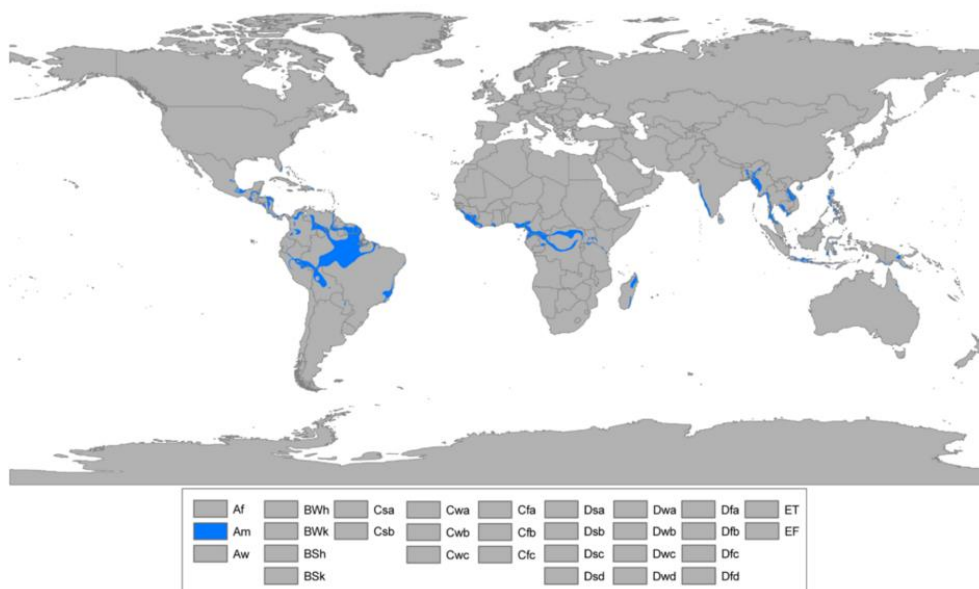 Af BWh Csa Cwa Cfa Dsa Dwa Dfa ET
Am BWk Csb Cwb Cfb Dsb Dwb Dfb EF
Aw BSh Cwc Cfc Dsc Dwc Dfc
BSk Dsd Dwd Dfd